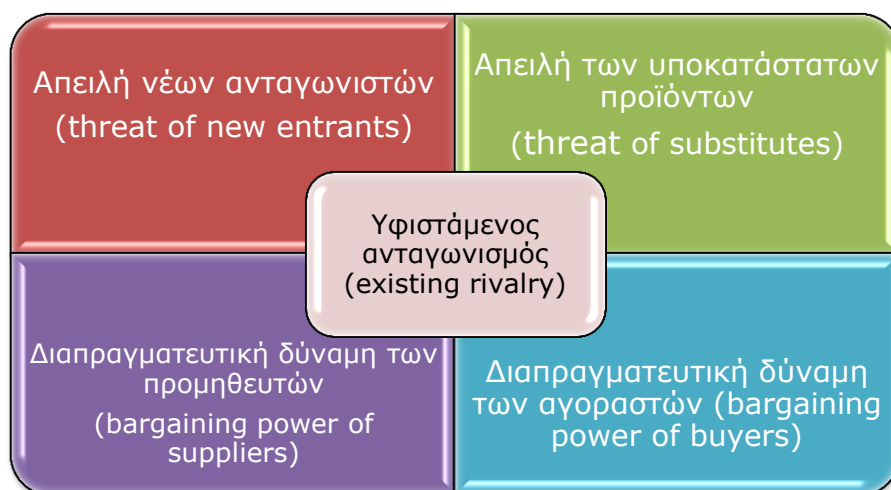 Απειλή νέων ανταγωνιστών
(threat of new entrants)
Απειλή των υποκατάστατων
προϊόντων
(threat of substitutes)
Υφιστάμενος
ανταγωνισμός
(existing rivalry)
Διαπραγματευτική δύναμη των
προμηθευτών
(bargaining power of
suppliers)
Διαπραγματευτική δύναμη
των αγοραστών (bargaining
power of buyers)